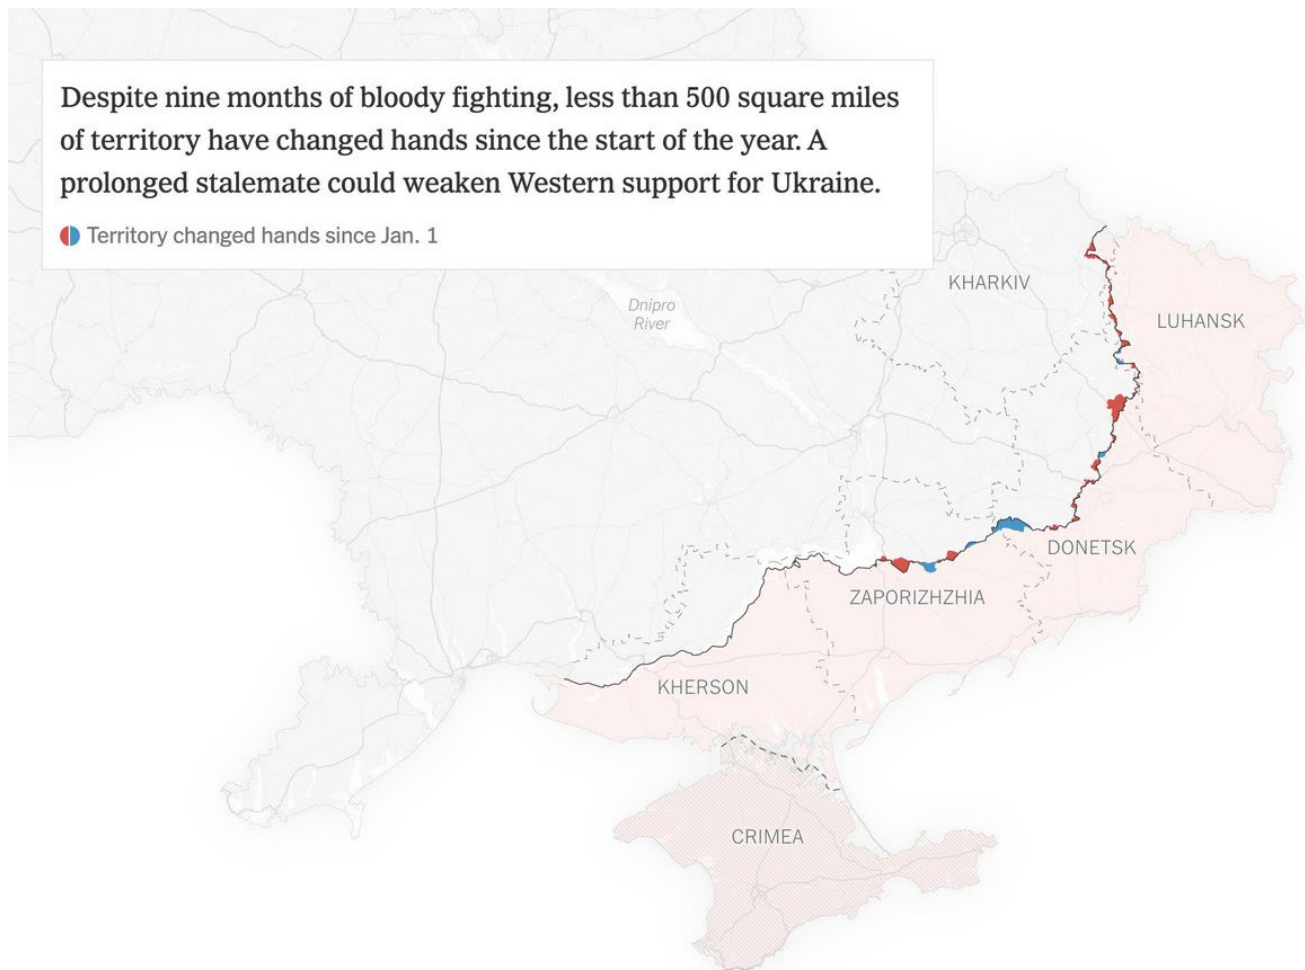 Despite nine months of bloody fighting, less than 500 square miles
of territory have changed hands since the start of the year. A
prolonged stalemate could weaken Western support for Ukraine.
Territory changed hands since Jan. 1
KHARKIV
Dnipro
River
LUHANSK
DONETSK
ZAPORIZHZHIA
KHERSON
CRIMEA